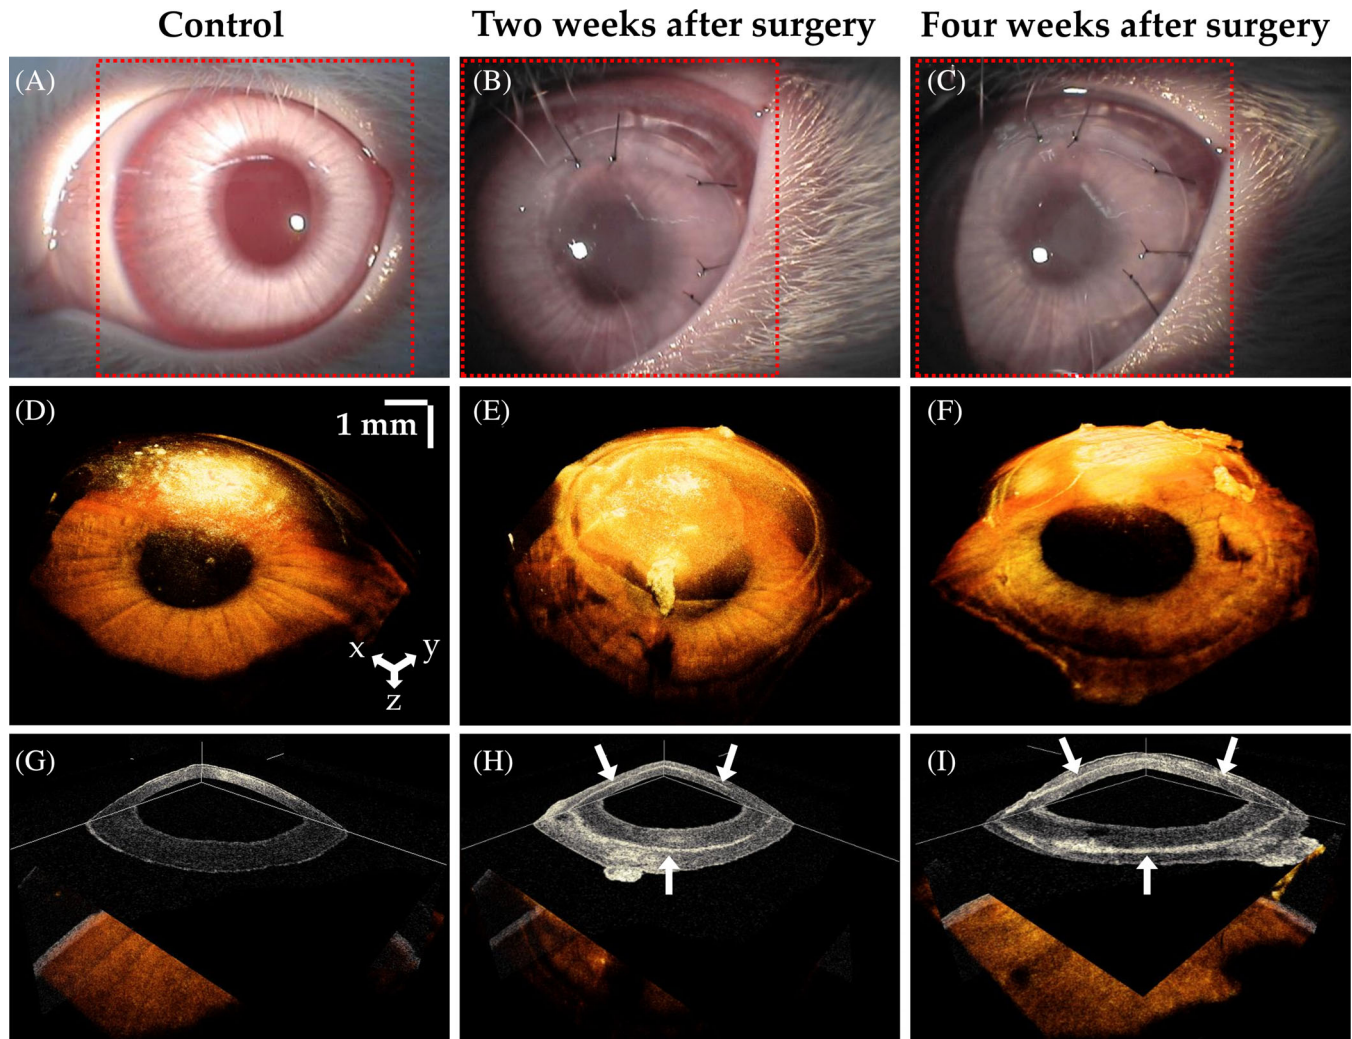 Control
Two weeks after surgery
Four weeks after surgery
(A)
(B)
(C)
(D)
1 mm
x
y
z
(E)
(F)
(G)
(H)
(I)